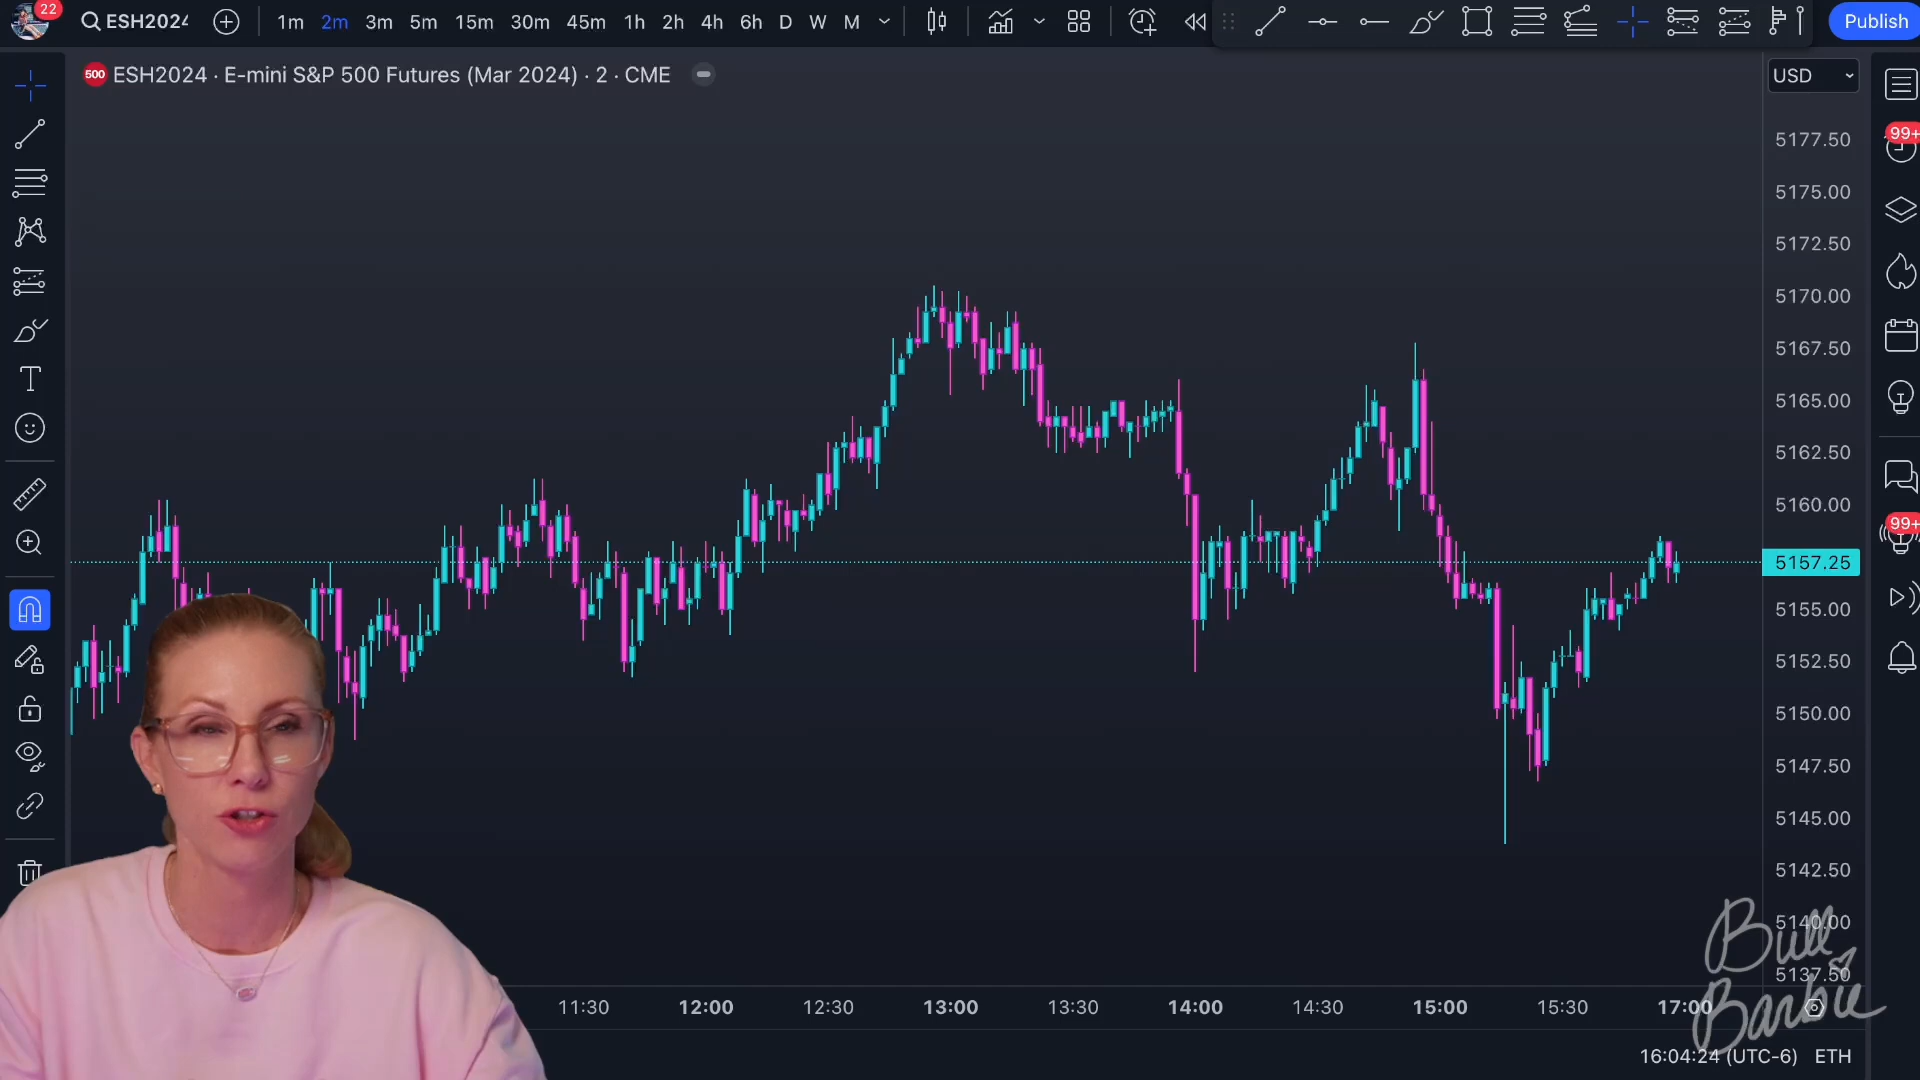 22
ESH2024
1m 2m 3m 5m 15m 30m 45m 1h 2h 4h 6h D W M
Publish
500 ESH2024 · E-mini S&P 500 Futures (Mar 2024) · 2 · CME
USD
99+
5177.50
5175.00
5172.50
5170.00
5167.50
5165.00
5162.50
5160.00
99+
5157.25
5155.00
5152.50
5150.00
5147.50
5145.00
5142.50
5140.00
5137.50
Bull
Barbie
11:30 12:00 12:30 13:00 13:30 14:00 14:30 15:00 15:30 17:00
16:04:24 (UTC-6) ETH